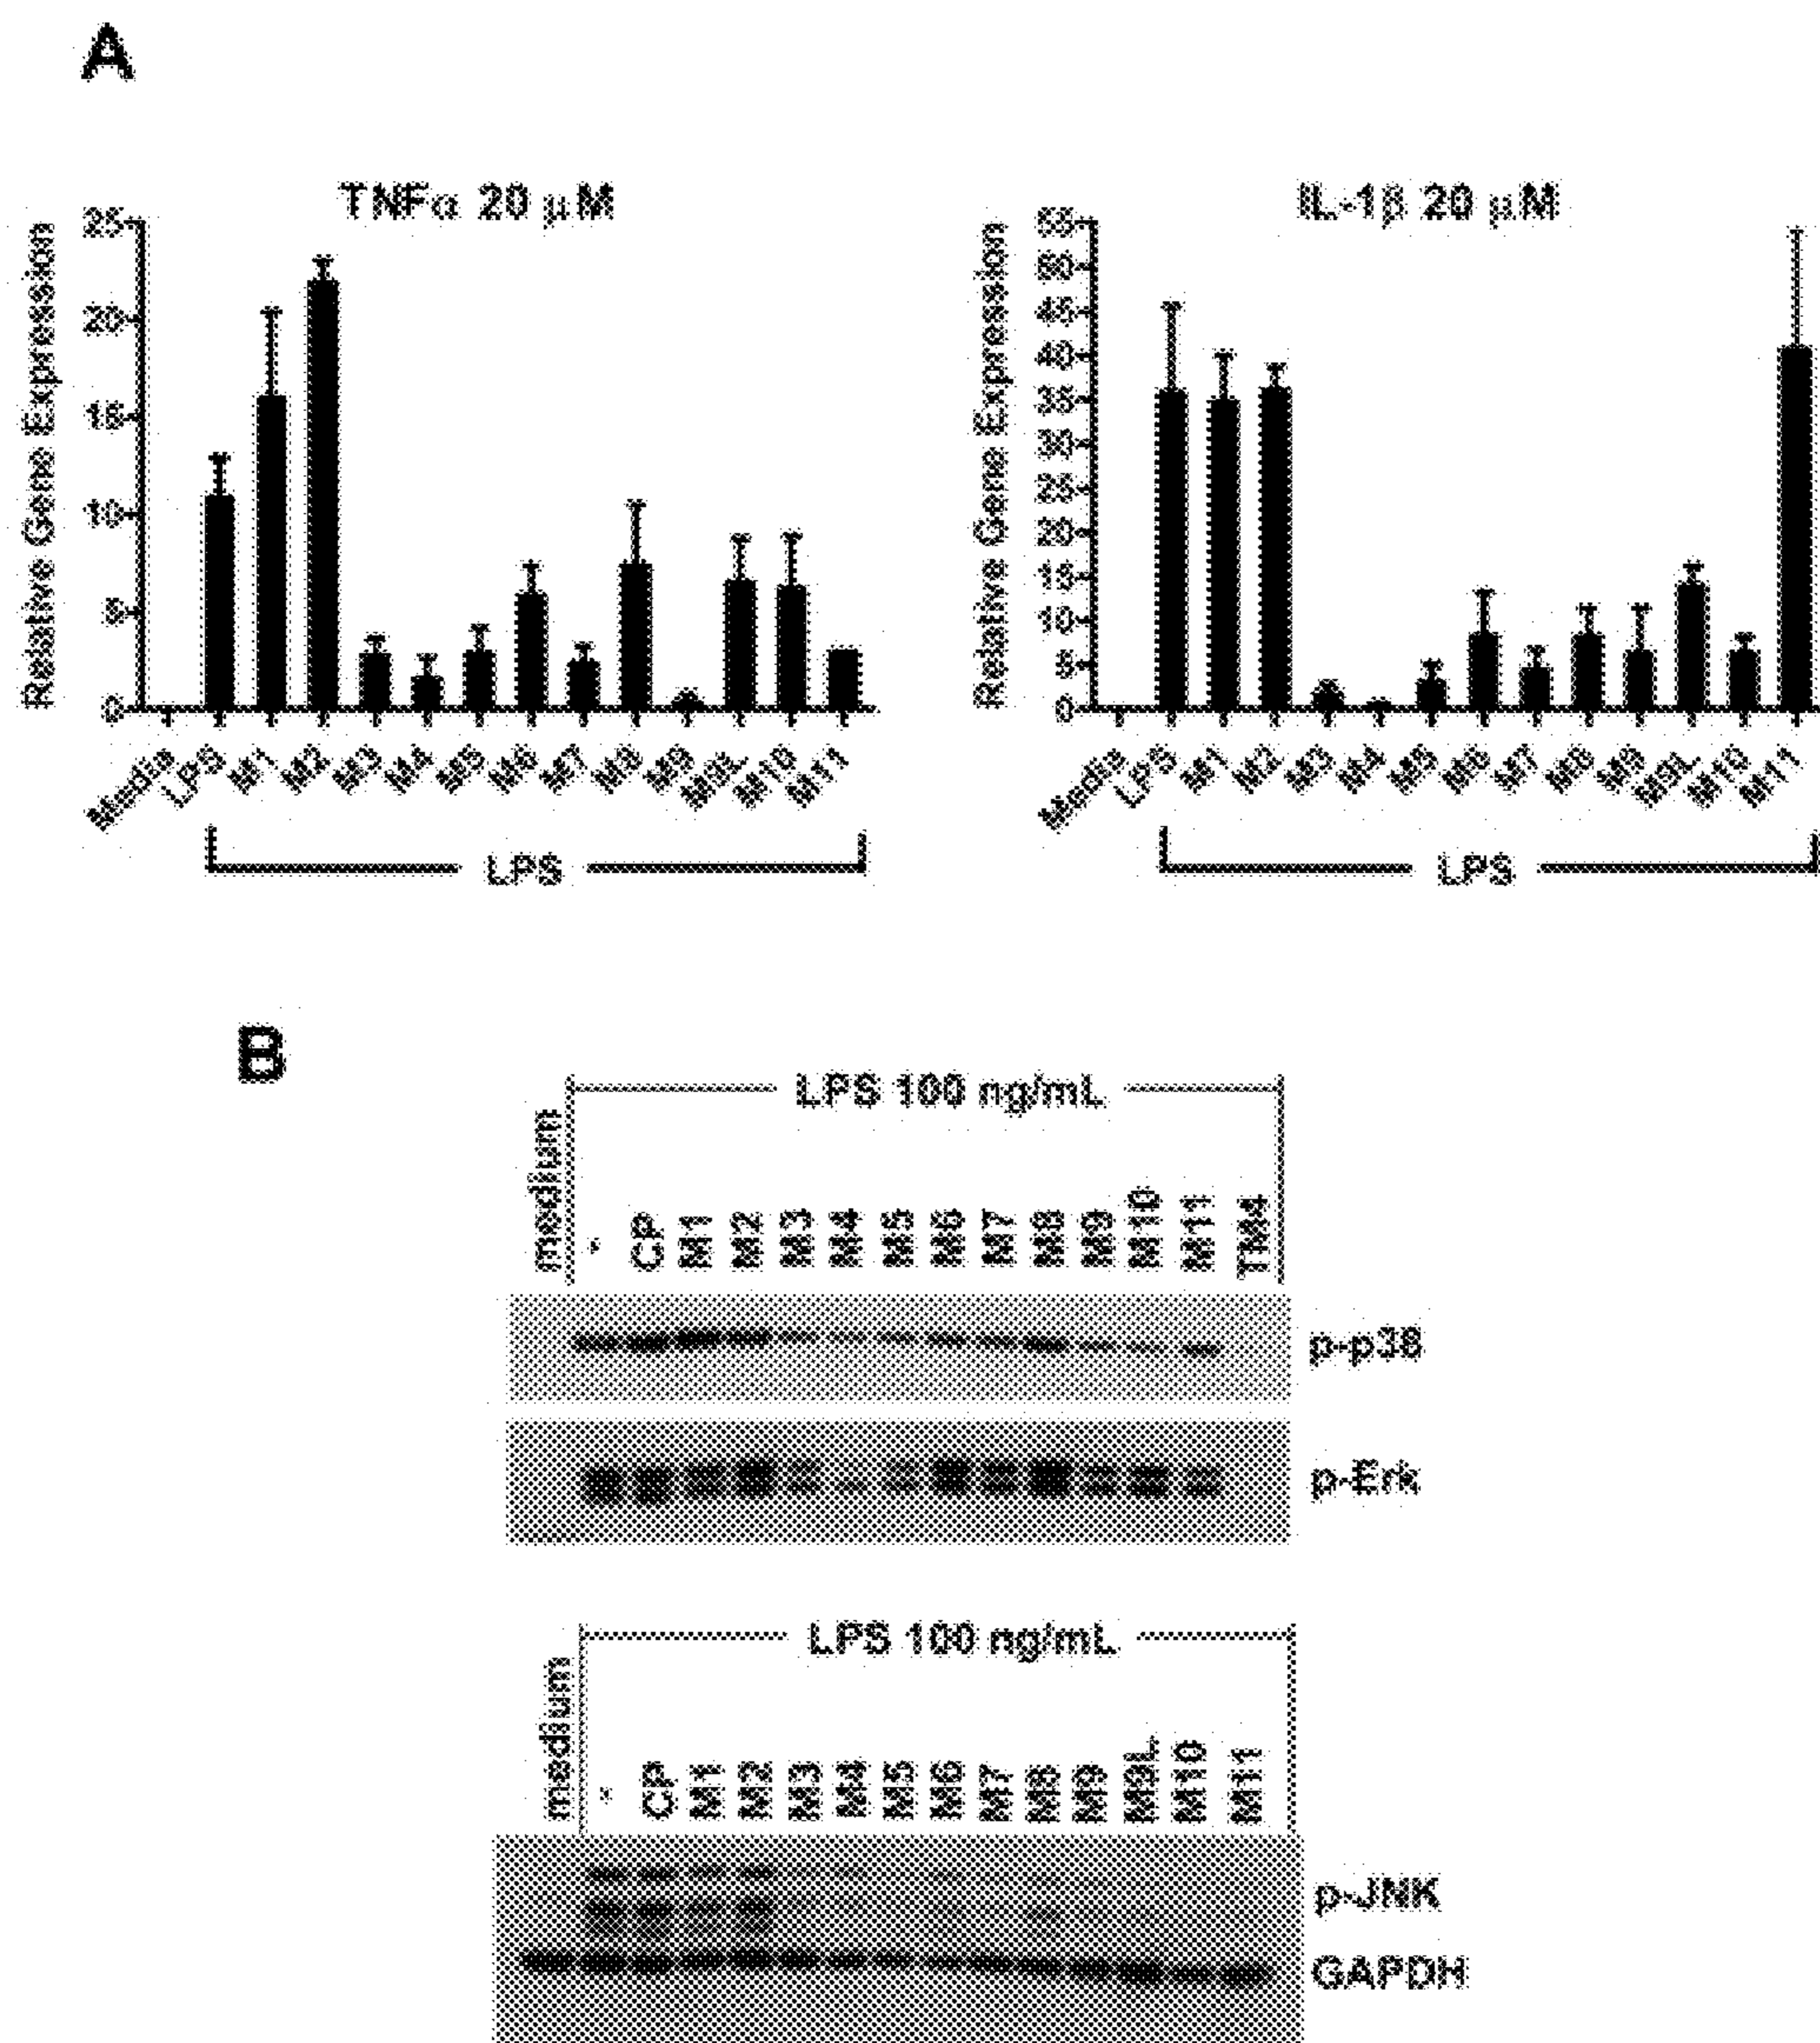 A
TNFα 20 μM
Relative Gene Expression
25
20
15
10
5
0
Media LPS M1 M2 M3 M4 M5 M6 M7 M8 M9 M9L M10 M11
LPS
IL-1β 20 μM
Relative Gene Expression
55
50
45
40
35
30
25
20
15
10
5
0
Media LPS M1 M2 M3 M4 M5 M6 M7 M8 M9 M9L M10 M11
LPS
B
LPS 100 ng/mL
medium - CP M1 M2 M3 M4 M5 M6 M7 M8 M9 M10 M11 TM4
p-p38
p-Erk
LPS 100 ng/mL
medium - CP M1 M2 M3 M4 M5 M6 M7 M8 M9 M9L M10 M11
p-JNK
GAPDH